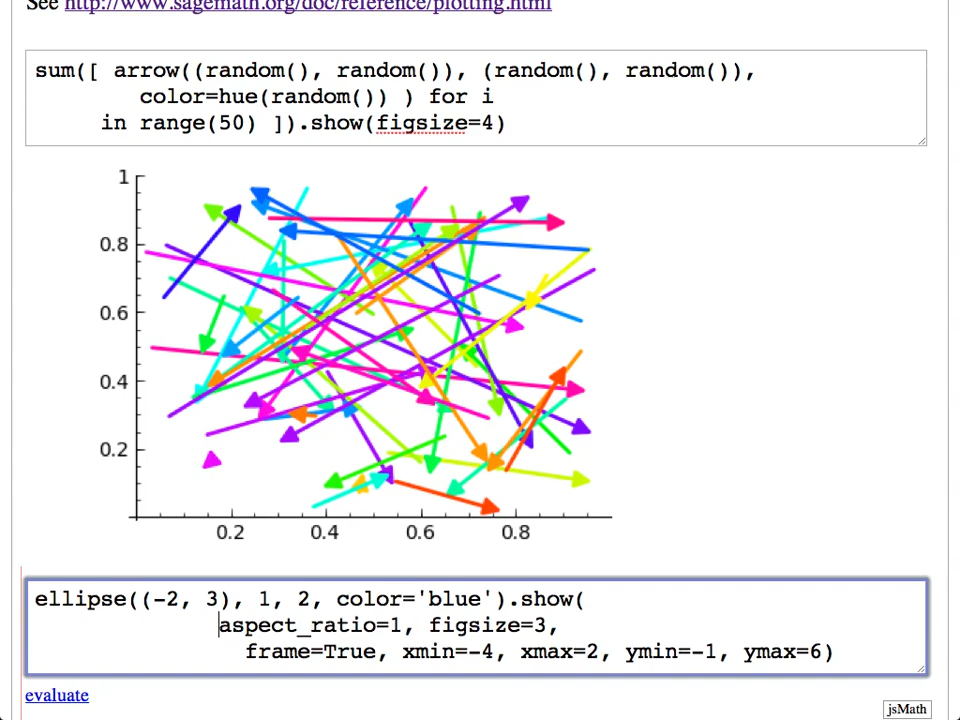 See http://www.sagemath.org/doc/reference/plotting.html
sum([ arrow((random(), random()), (random(), random()),
color=hue(random()) ) for i
in range(50) ]).show(figsize=4)
1
0.8
0.6
0.4
0.2
0.2 0.4 0.6 0.8
ellipse((-2, 3), 1, 2, color='blue').show(
aspect_ratio=1, figsize=3,
frame=True, xmin=-4, xmax=2, ymin=-1, ymax=6)
evaluate
jsMath